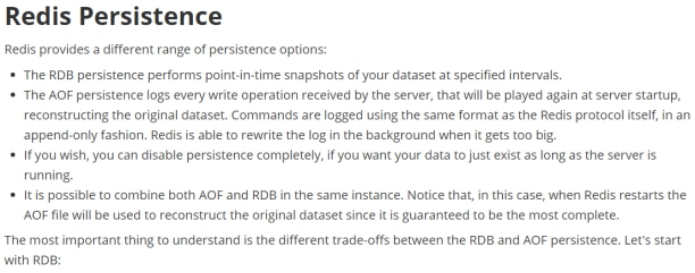 Redis Persistence
Redis provides a different range of persistence options:
• The RDB persistence performs point-in-time snapshots of your dataset at specified intervals.
• The AOF persistence logs every write operation received by the server, that will be played again at server startup,
reconstructing the original dataset. Commands are logged using the same format as the Redis protocol itself, in an
append-only fashion. Redis is able to rewrite the log in the background when it gets too big.
• If you wish, you can disable persistence completely, if you want your data to just exist as long as the server is
running.
• It is possible to combine both AOF and RDB in the same instance. Notice that, in this case, when Redis restarts the
AOF file will be used to reconstruct the original dataset since it is guaranteed to be the most complete.
The most important thing to understand is the different trade-offs between the RDB and AOF persistence. Let's start
with RDB: